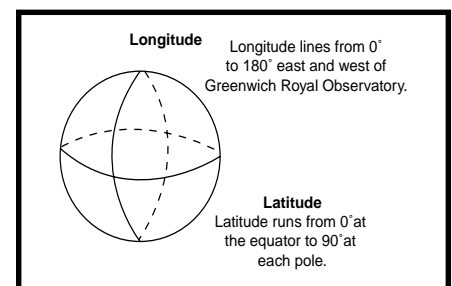 Longitude
Longitude lines from 0˚
to 180˚ east and west of
Greenwich Royal Observatory.
Latitude
Latitude runs from 0˚at
the equator to 90˚at
each pole.